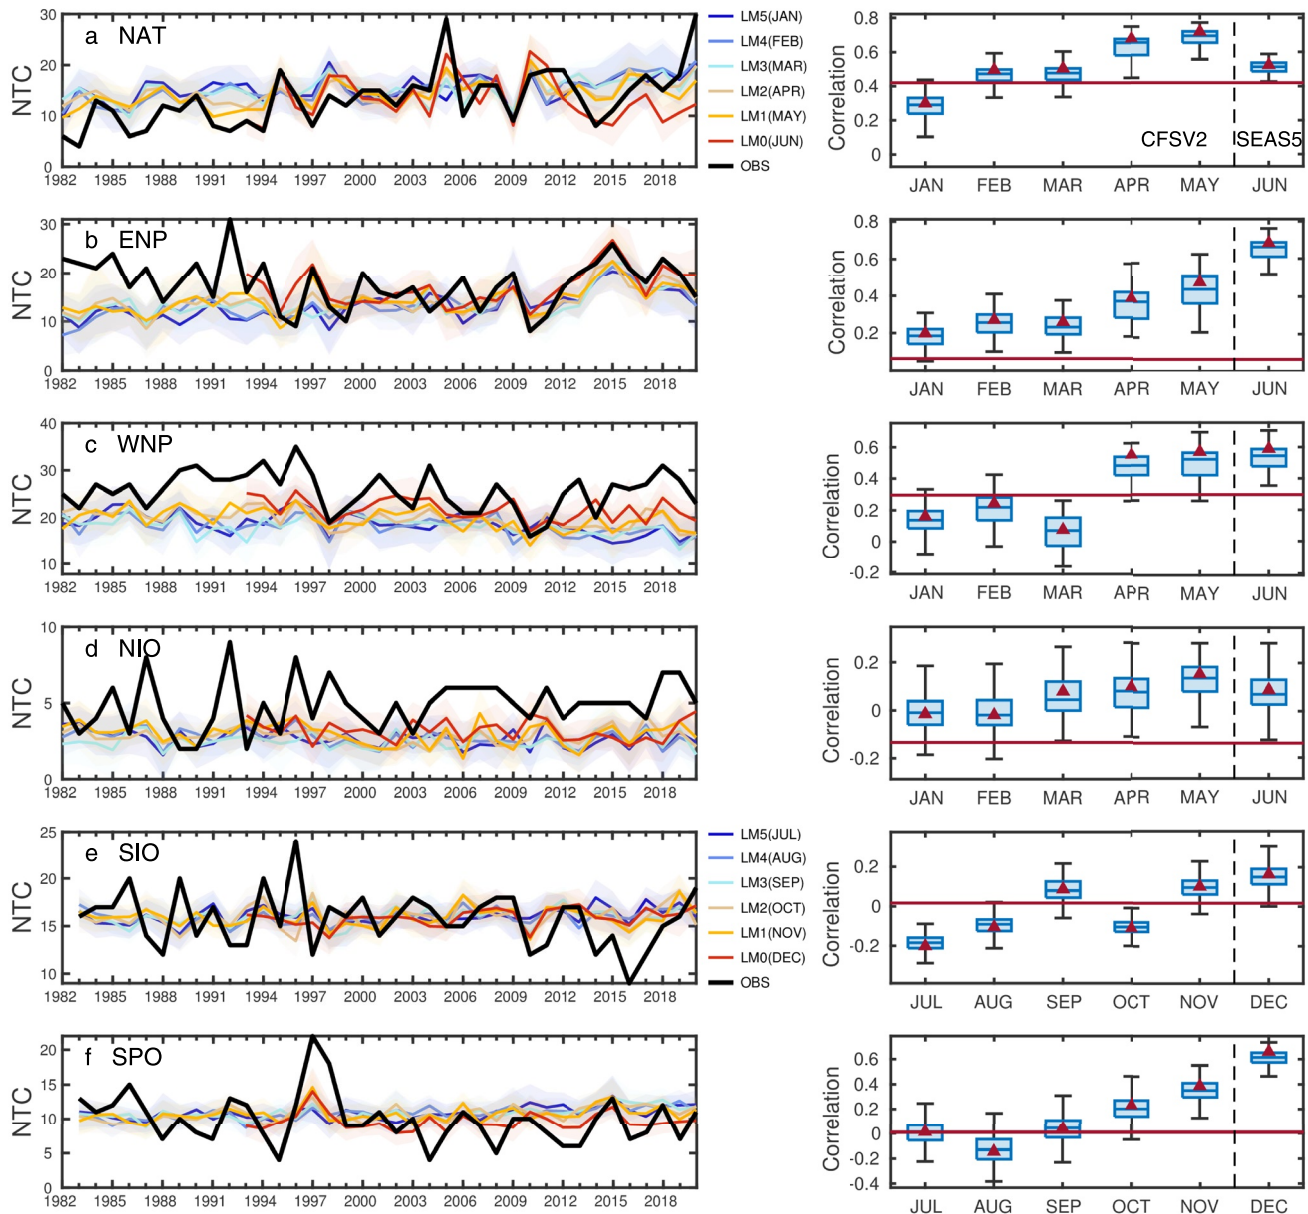 a NAT
NTC
0
10
20
30
1982 1985 1988 1991 1994 1997 2000 2003 2006 2009 2012 2015 2018
LM5(JAN)
LM4(FEB)
LM3(MAR)
LM2(APR)
LM1(MAY)
LM0(JUN)
OBS
Correlation
0.8
0.6
0.4
0.2
0
CFSV2 SEAS5
JAN FEB MAR APR MAY JUN
b ENP
NTC
30
20
10
0
1982 1985 1988 1991 1994 1997 2000 2003 2006 2009 2012 2015 2018
Correlation
0.8
0.6
0.4
0.2
JAN FEB MAR APR MAY JUN
c WNP
NTC
40
30
20
10
1982 1985 1988 1991 1994 1997 2000 2003 2006 2009 2012 2015 2018
Correlation
0.6
0.4
0.2
0
-0.2
JAN FEB MAR APR MAY JUN
d NIO
NTC
10
5
0
1982 1985 1988 1991 1994 1997 2000 2003 2006 2009 2012 2015 2018
Correlation
0.2
0
-0.2
JAN FEB MAR APR MAY JUN
e SIO
NTC
25
20
15
10
1982 1985 1988 1991 1994 1997 2000 2003 2006 2009 2012 2015 2018
LM5(JUL)
LM4(AUG)
LM3(SEP)
LM2(OCT)
LM1(NOV)
LM0(DEC)
OBS
Correlation
0.2
0
-0.2
JUL AUG SEP OCT NOV DEC
f SPO
NTC
20
15
10
5
0
1982 1985 1988 1991 1994 1997 2000 2003 2006 2009 2012 2015 2018
Correlation
0.6
0.4
0.2
0
-0.2
-0.4
JUL AUG SEP OCT NOV DEC